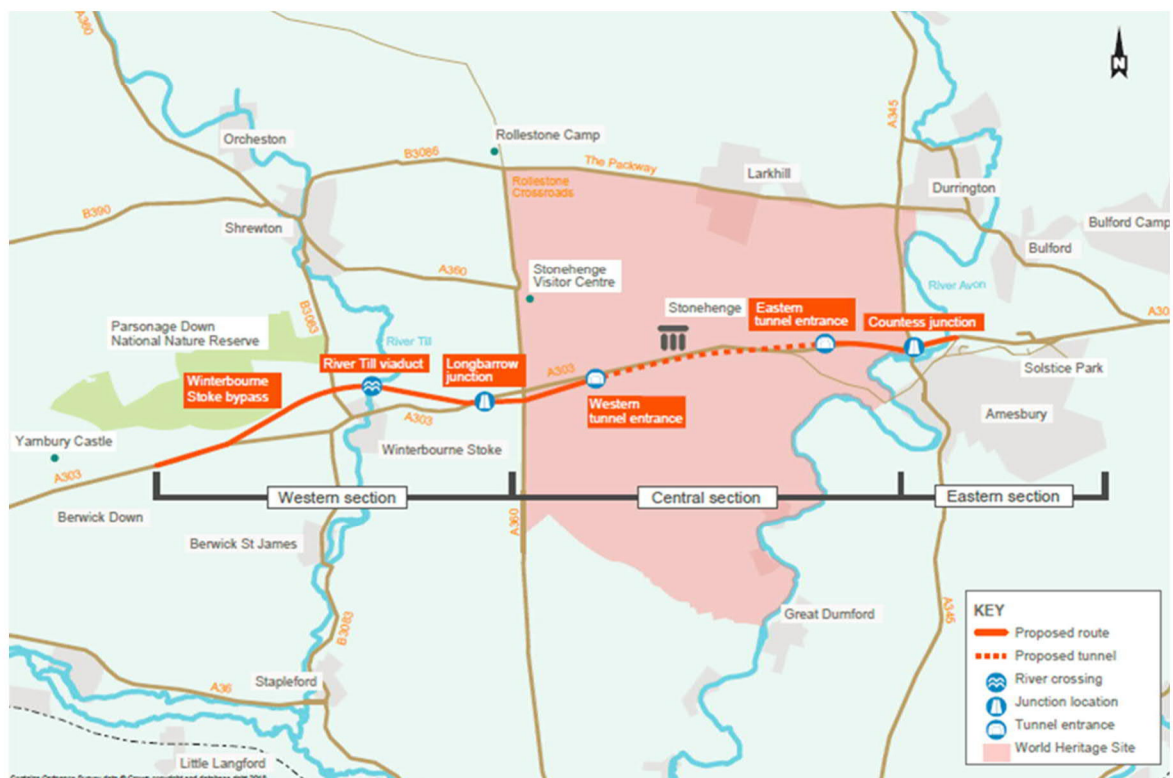 A360
N
Orcheston
Rollestone Camp
A345
B3086
The Packway
Larkhill
Durrington
Rollestone
Crossroads
B390
Shrewton
Bulford Camp
Bulford
A360
Stonehenge
Visitor Centre
River Avon
Stonehenge
Eastern
tunnel entrance
Countess junction
A30
B3083
Parsonage Down
National Nature Reserve
River Till
River Till viaduct
Longbarrow
junction
A303
Solstice Park
Winterbourne
Stoke bypass
Western
tunnel entrance
Amesbury
A303
Yarnbury Castle
Winterbourne Stoke
A303
Western section
Central section
Eastern section
Berwick Down
A360
Berwick St James
Great Durnford
A345
B3083
KEY
Proposed route
Proposed tunnel
River crossing
Junction location
Tunnel entrance
World Heritage Site
Stapleford
A36
Little Langford